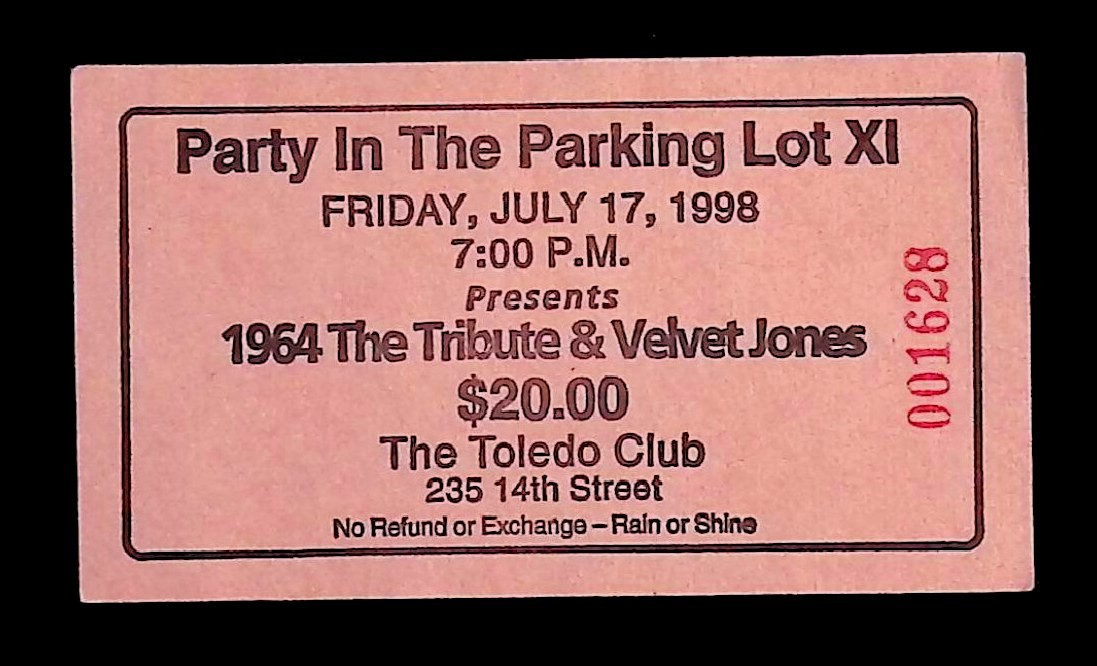 Party In The Parking Lot XI
FRIDAY, JULY 17, 1998
7:00 P.M.
Presents
1964 The Tribute & Velvet Jones
$20.00
The Toledo Club
235 14th Street
No Refund or Exchange – Rain or Shine
001628